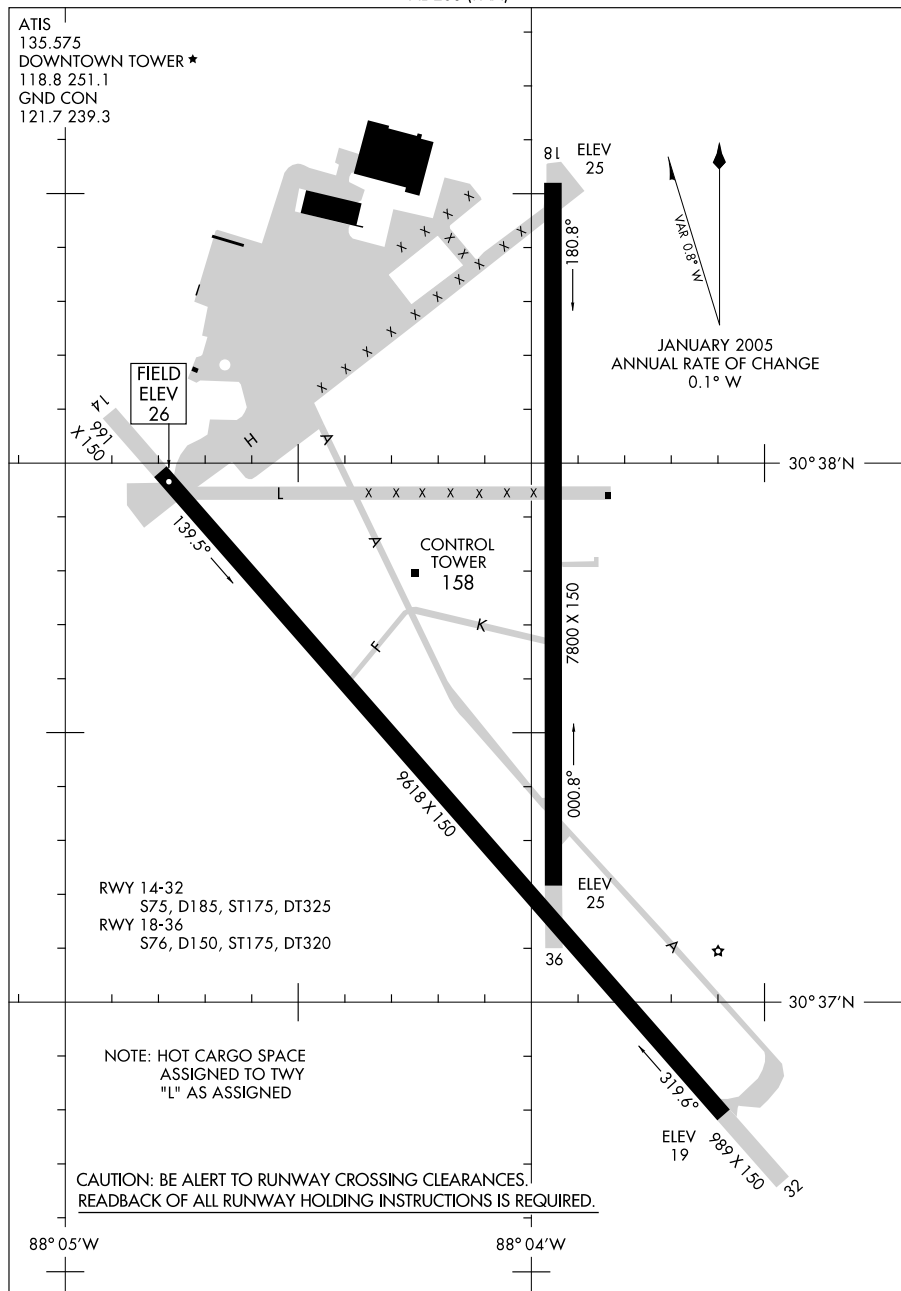 ATIS
135.575
DOWNTOWN TOWER ★
118.8 251.1
GND CON
121.7 239.3
18
ELEV
25
180.8°
VAR 0.8° W
JANUARY 2005
ANNUAL RATE OF CHANGE
0.1° W
FIELD
ELEV
26
14
991
X 150
H
A
30° 38'N
L
X X X X X X X
139.5°
A
CONTROL
TOWER
158
F
K
7800 X 150
000.8°
9618 X 150
RWY 14-32
S75, D185, ST175, DT325
RWY 18-36
S76, D150, ST175, DT320
ELEV
25
36
A
30° 37'N
NOTE: HOT CARGO SPACE
ASSIGNED TO TWY
"L" AS ASSIGNED
319.6°
ELEV
19
989 X 150
32
CAUTION: BE ALERT TO RUNWAY CROSSING CLEARANCES.
READBACK OF ALL RUNWAY HOLDING INSTRUCTIONS IS REQUIRED.
88° 05'W
88° 04'W